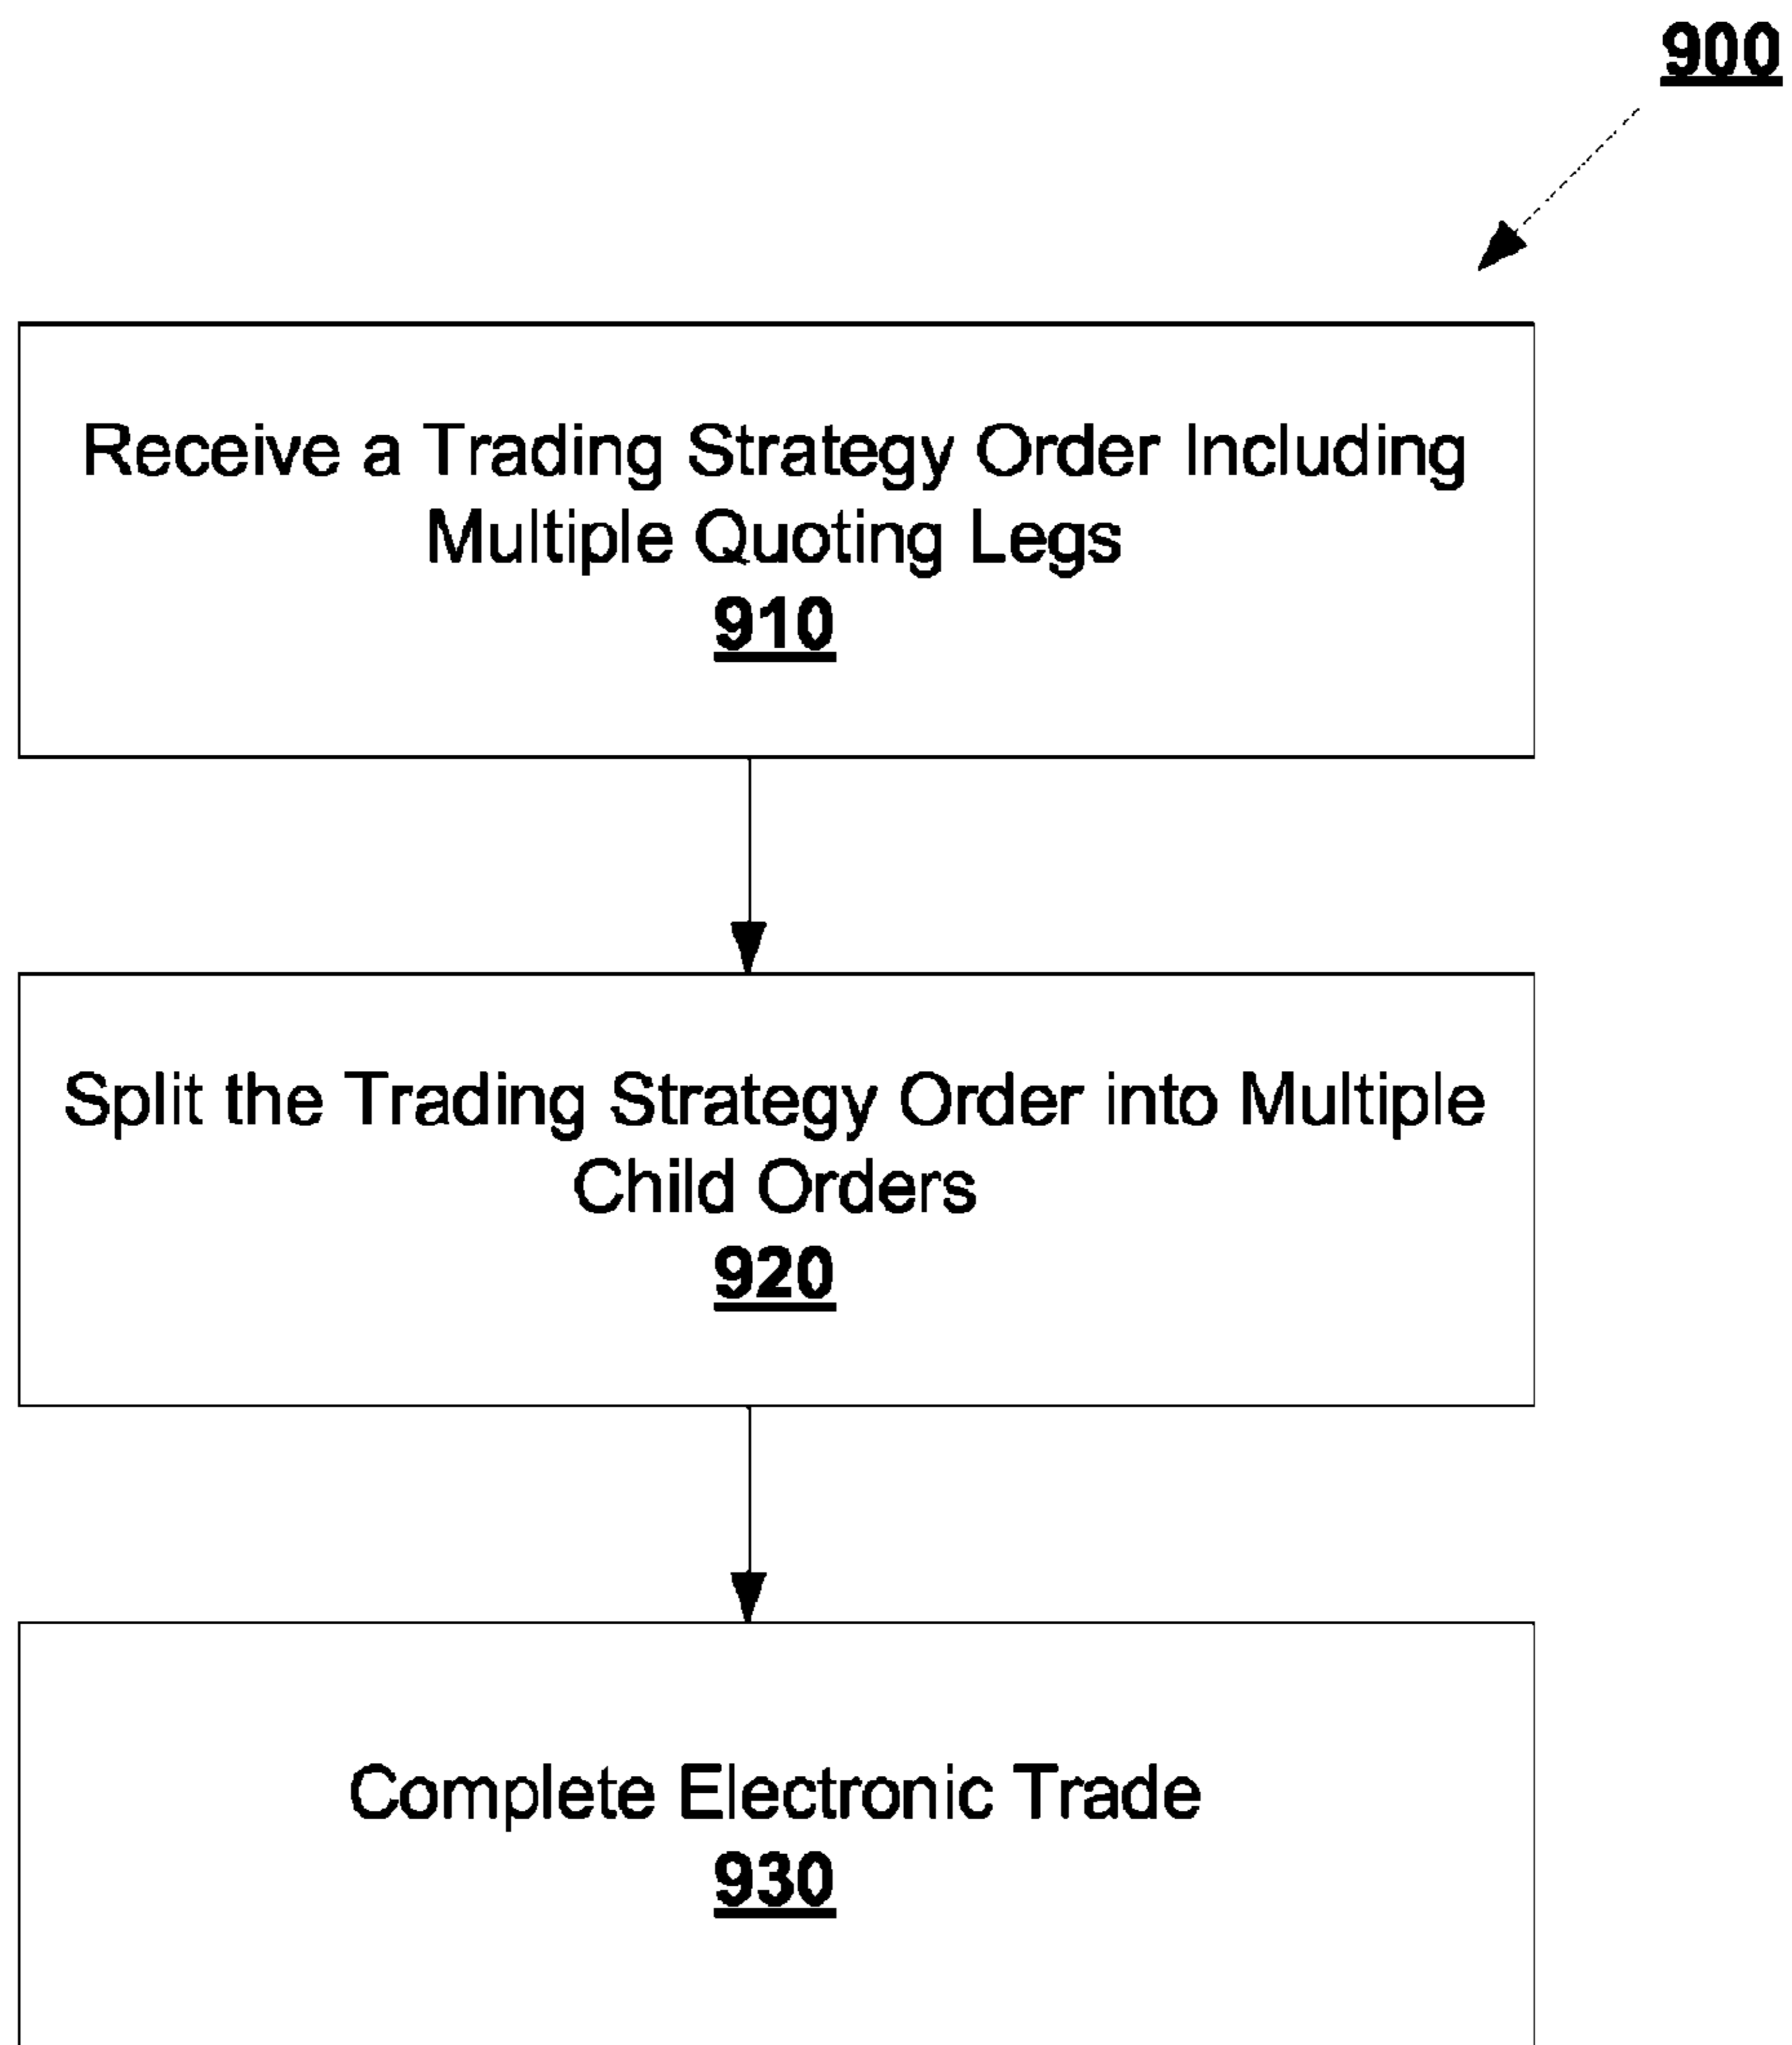 900
Receive a Trading Strategy Order Including
Multiple Quoting Legs
910
Split the Trading Strategy Order into Multiple
Child Orders
920
Complete Electronic Trade
930